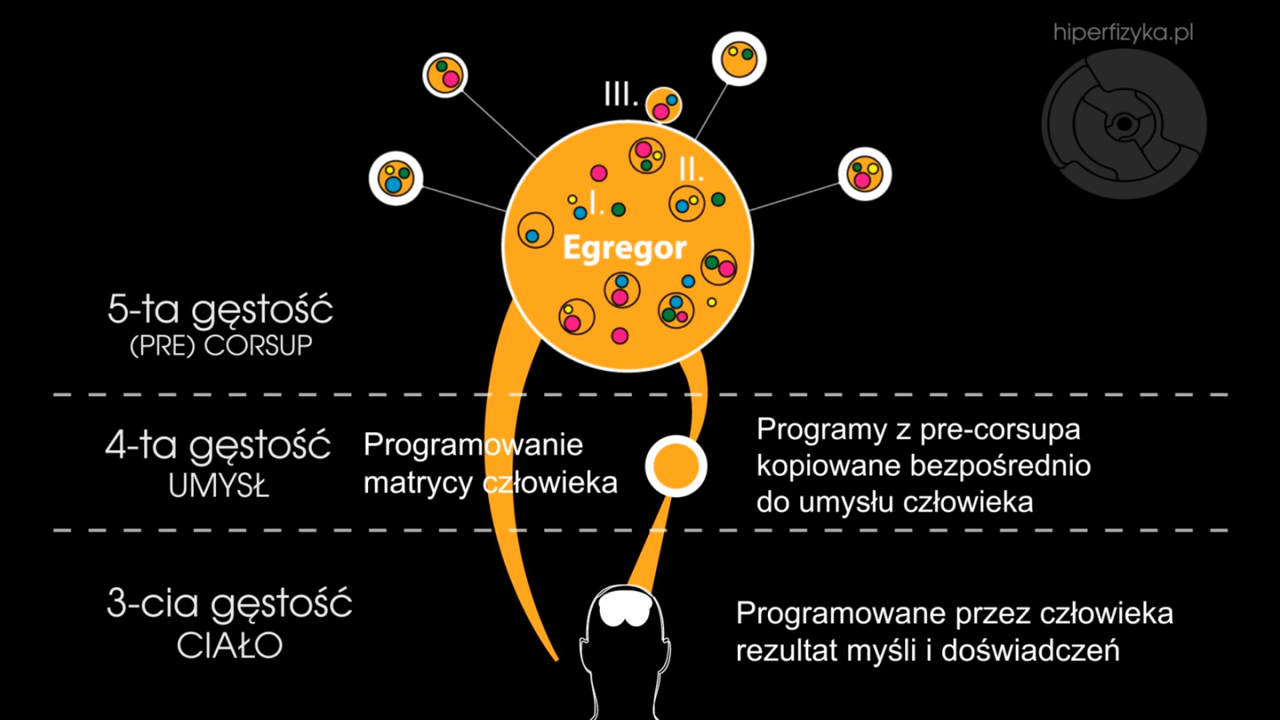 hiperfizyka.pl
III.
II.
I.
Egregor
5-ta gęstość
(PRE) CORSUP
4-ta gęstość
UMYSŁ
Programowanie
matrycy człowieka
Programy z pre-corsupa
kopiowane bezpośrednio
do umysłu człowieka
3-cia gęstość
CIAŁO
Programowane przez człowieka
rezultat myśli i doświadczeń